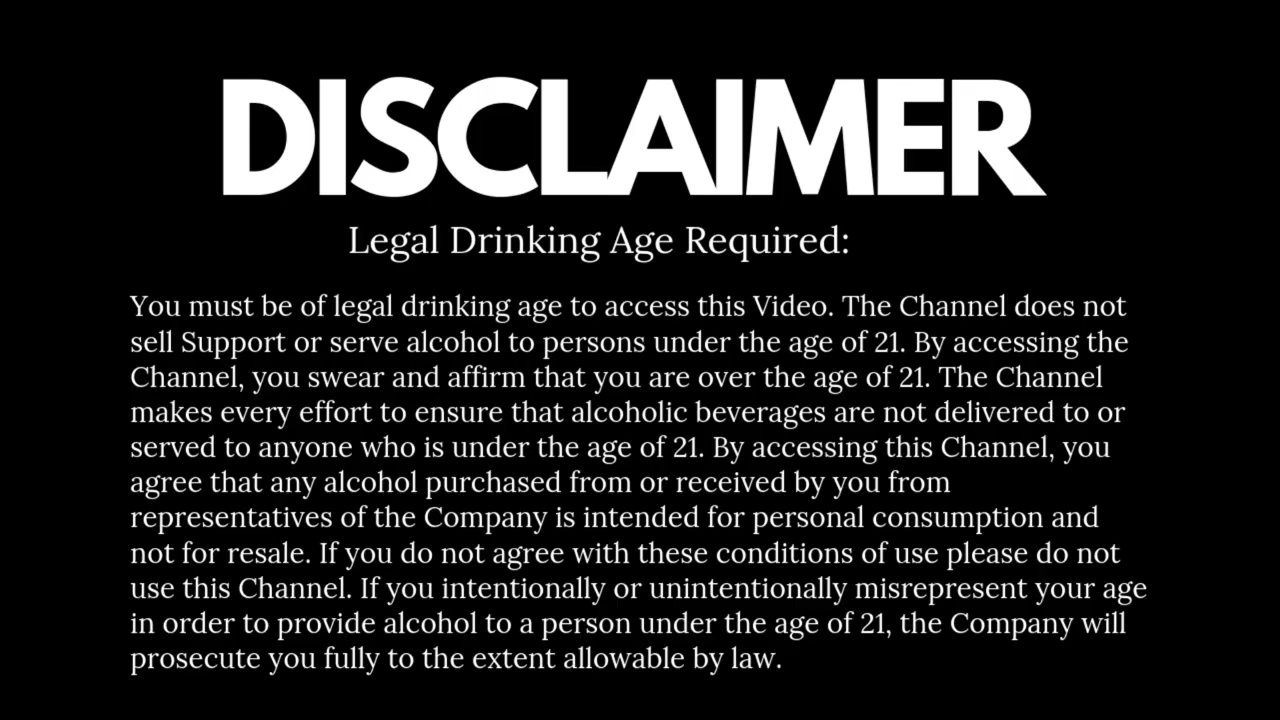 DISCLAIMER
Legal Drinking Age Required:
You must be of legal drinking age to access this Video. The Channel does not
sell Support or serve alcohol to persons under the age of 21. By accessing the
Channel, you swear and affirm that you are over the age of 21. The Channel
makes every effort to ensure that alcoholic beverages are not delivered to or
served to anyone who is under the age of 21. By accessing this Channel, you
agree that any alcohol purchased from or received by you from
representatives of the Company is intended for personal consumption and
not for resale. If you do not agree with these conditions of use please do not
use this Channel. If you intentionally or unintentionally misrepresent your age
in order to provide alcohol to a person under the age of 21, the Company will
prosecute you fully to the extent allowable by law.